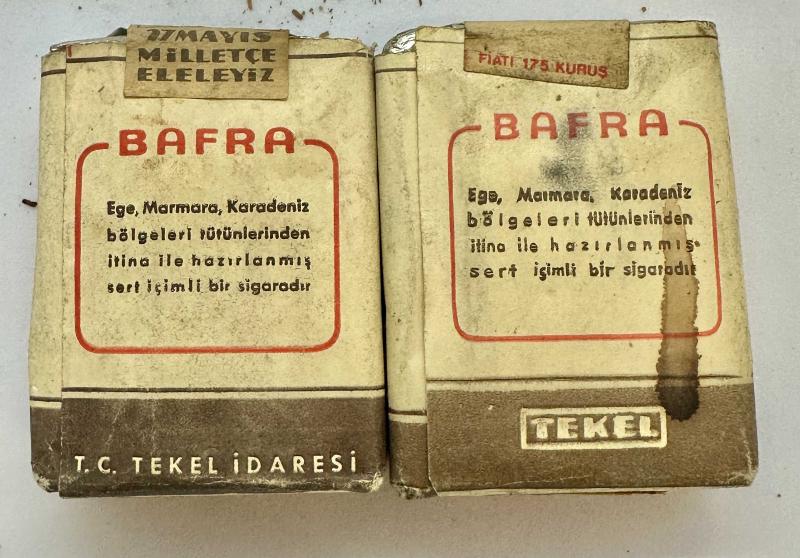 27 MAYIS
MİLLETÇE
ELELEYİZ
BAFRA
Ege, Marmara, Karadeniz
bölgeleri tütünlerinden
itina ile hazırlanmış
sert içimli bir sigaradır
T. C. TEKEL İDARESİ
FİATI 175 KURUŞ
BAFRA
Ege, Marmara, Karadenİz
bölgeleri tütünlerinden
itina ile hazırlanmış
sert içimli bir sigaradır
TEKEL